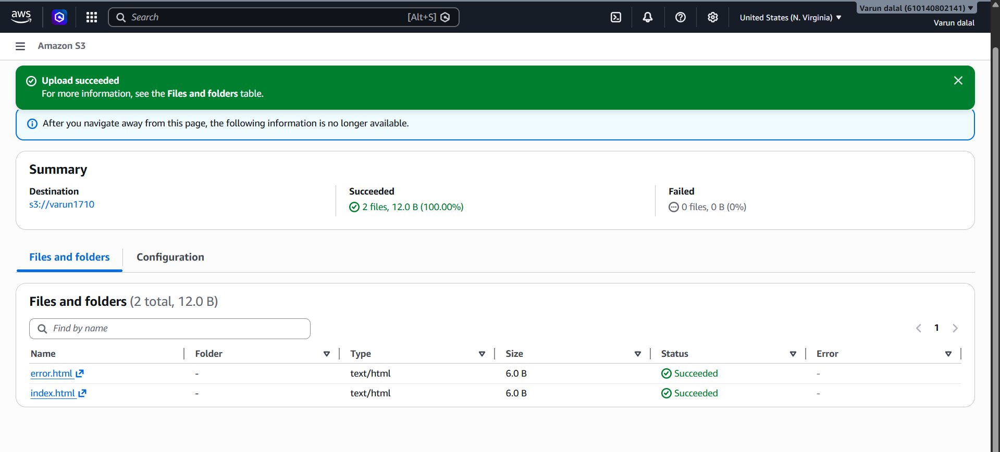 aws
Search [Alt+S]
United States (N. Virginia)
Varun dalal (610140802141)
Varun dalal
Amazon S3
Upload succeeded
For more information, see the Files and folders table.
After you navigate away from this page, the following information is no longer available.
Summary
Destination Succeeded Failed
s3://varun1710 2 files, 12.0 B (100.00%) 0 files, 0 B (0%)
Files and folders Configuration
Files and folders (2 total, 12.0 B)
Find by name 1
Name Folder Type Size Status Error
error.html - text/html 6.0 B Succeeded -
index.html - text/html 6.0 B Succeeded -